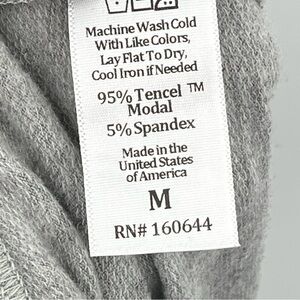 Machine Wash Cold
With Like Colors,
Lay Flat To Dry,
Cool Iron if Needed
95% Tencel ™
Modal
5% Spandex
Made in the
United States
of America
M
RN# 160644